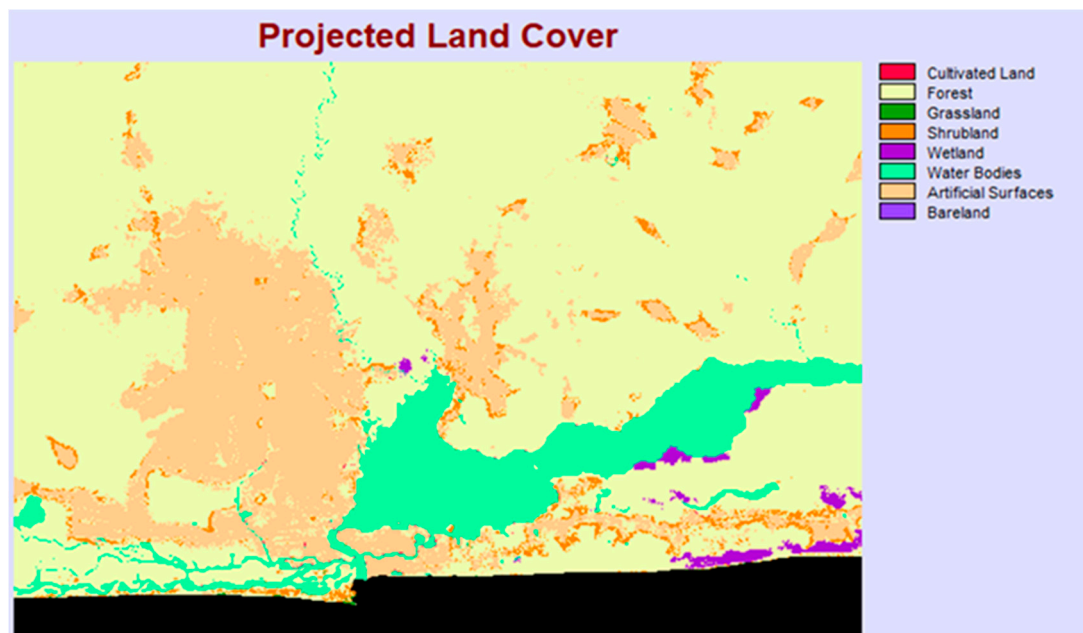 Projected Land Cover
Cultivated Land
Forest
Grassland
Shrubland
Wetland
Water Bodies
Artificial Surfaces
Bareland